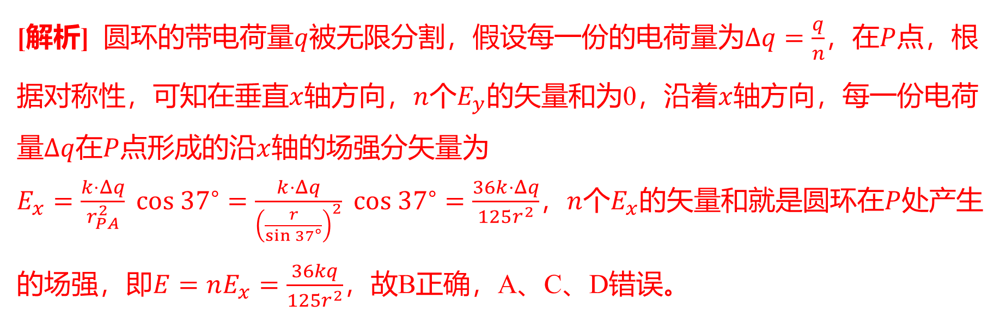 [解析] 圆环的带电荷量q被无限分割，假设每一份的电荷量为Δq = \frac{q}{n}，在P点，根
据对称性，可知在垂直x轴方向，n个E_y的矢量和为0，沿着x轴方向，每一份电荷
量Δq在P点形成的沿x轴的场强分矢量为
E_x = \frac{k·Δq}{r_{PA}^2} cos 37° = \frac{k·Δq}{(\frac{r}{sin 37°})^2} cos 37° = \frac{36k·Δq}{125r^2}，n个E_x的矢量和就是圆环在P处产生
的场强，即E = nE_x = \frac{36kq}{125r^2}，故B正确，A、C、D错误。